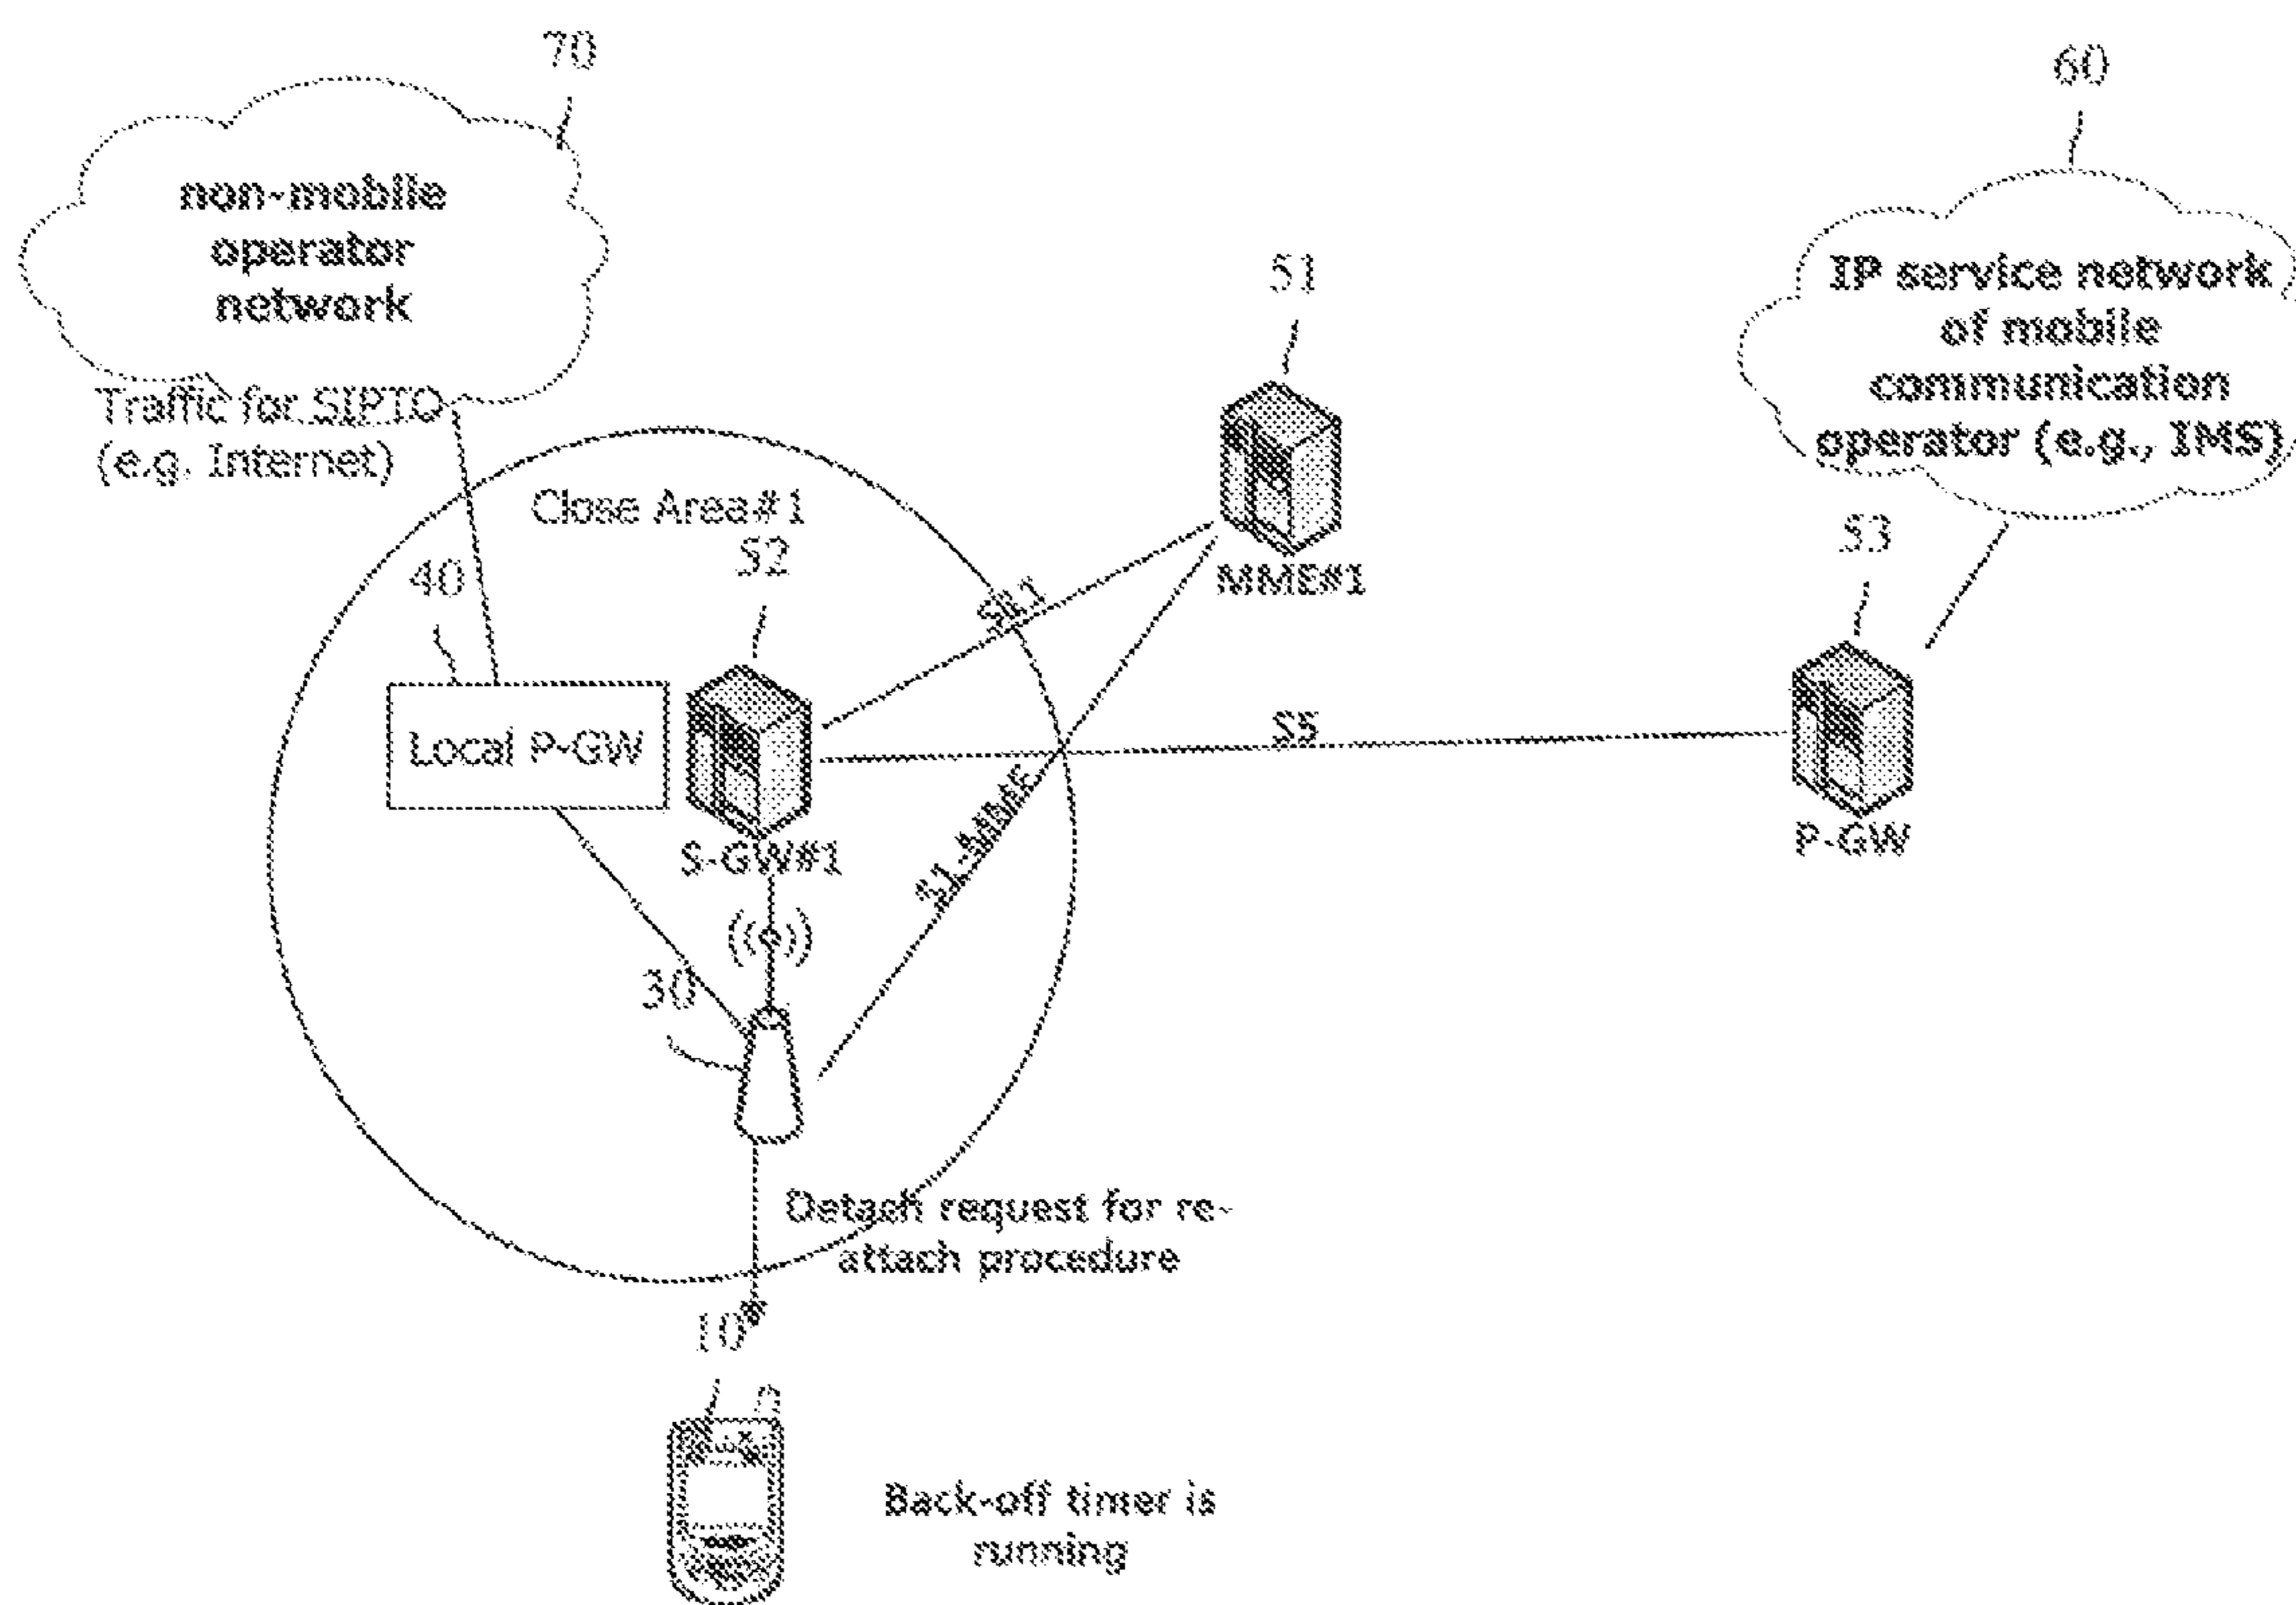 70
60
non-mobile
operator
network
IP service network
of mobile
communication
operator (e.g., IMS)
51
Traffic for SIPTO
(e.g. Internet)
Close Area#1
52
53
40
MME#1
S11
Local P-GW
S5
S1-MME
S-GW#1
P-GW
30
Detach request for re-
attach procedure
10
Back-off timer is
running